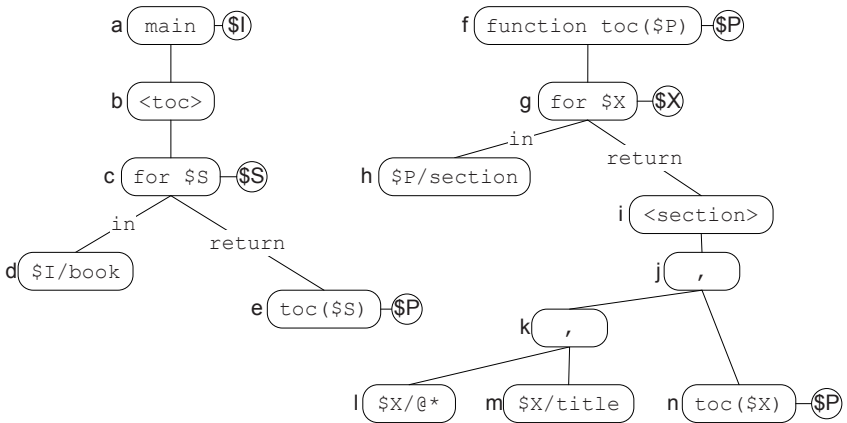 a main $I
f function toc($P) $P
b <toc>
g for $X $X
in
return
h $P/section
c for $S $S
in
return
i <section>
d $I/book
j ,
e toc($S) $P
k ,
l $X/@*
m $X/title
n toc($X) $P